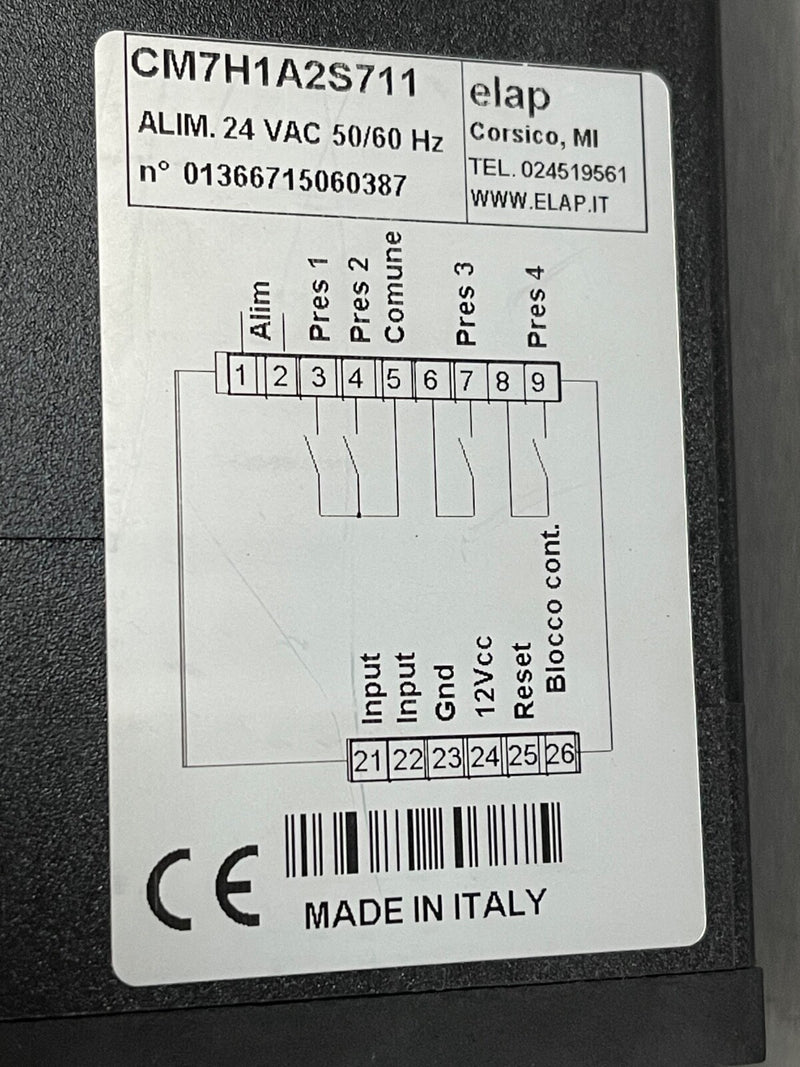 CM7H1A2S711
ALIM. 24 VAC 50/60 Hz
n° 01366715060387
elap
Corsico, MI
TEL. 024519561
WWW.ELAP.IT
Alim
Pres 1
Pres 2
Comune
Pres 3
Pres 4
1 2 3 4 5 6 7 8 9
Input
Input
Gnd
12Vcc
Reset
Blocco cont.
21 22 23 24 25 26
CE
MADE IN ITALY